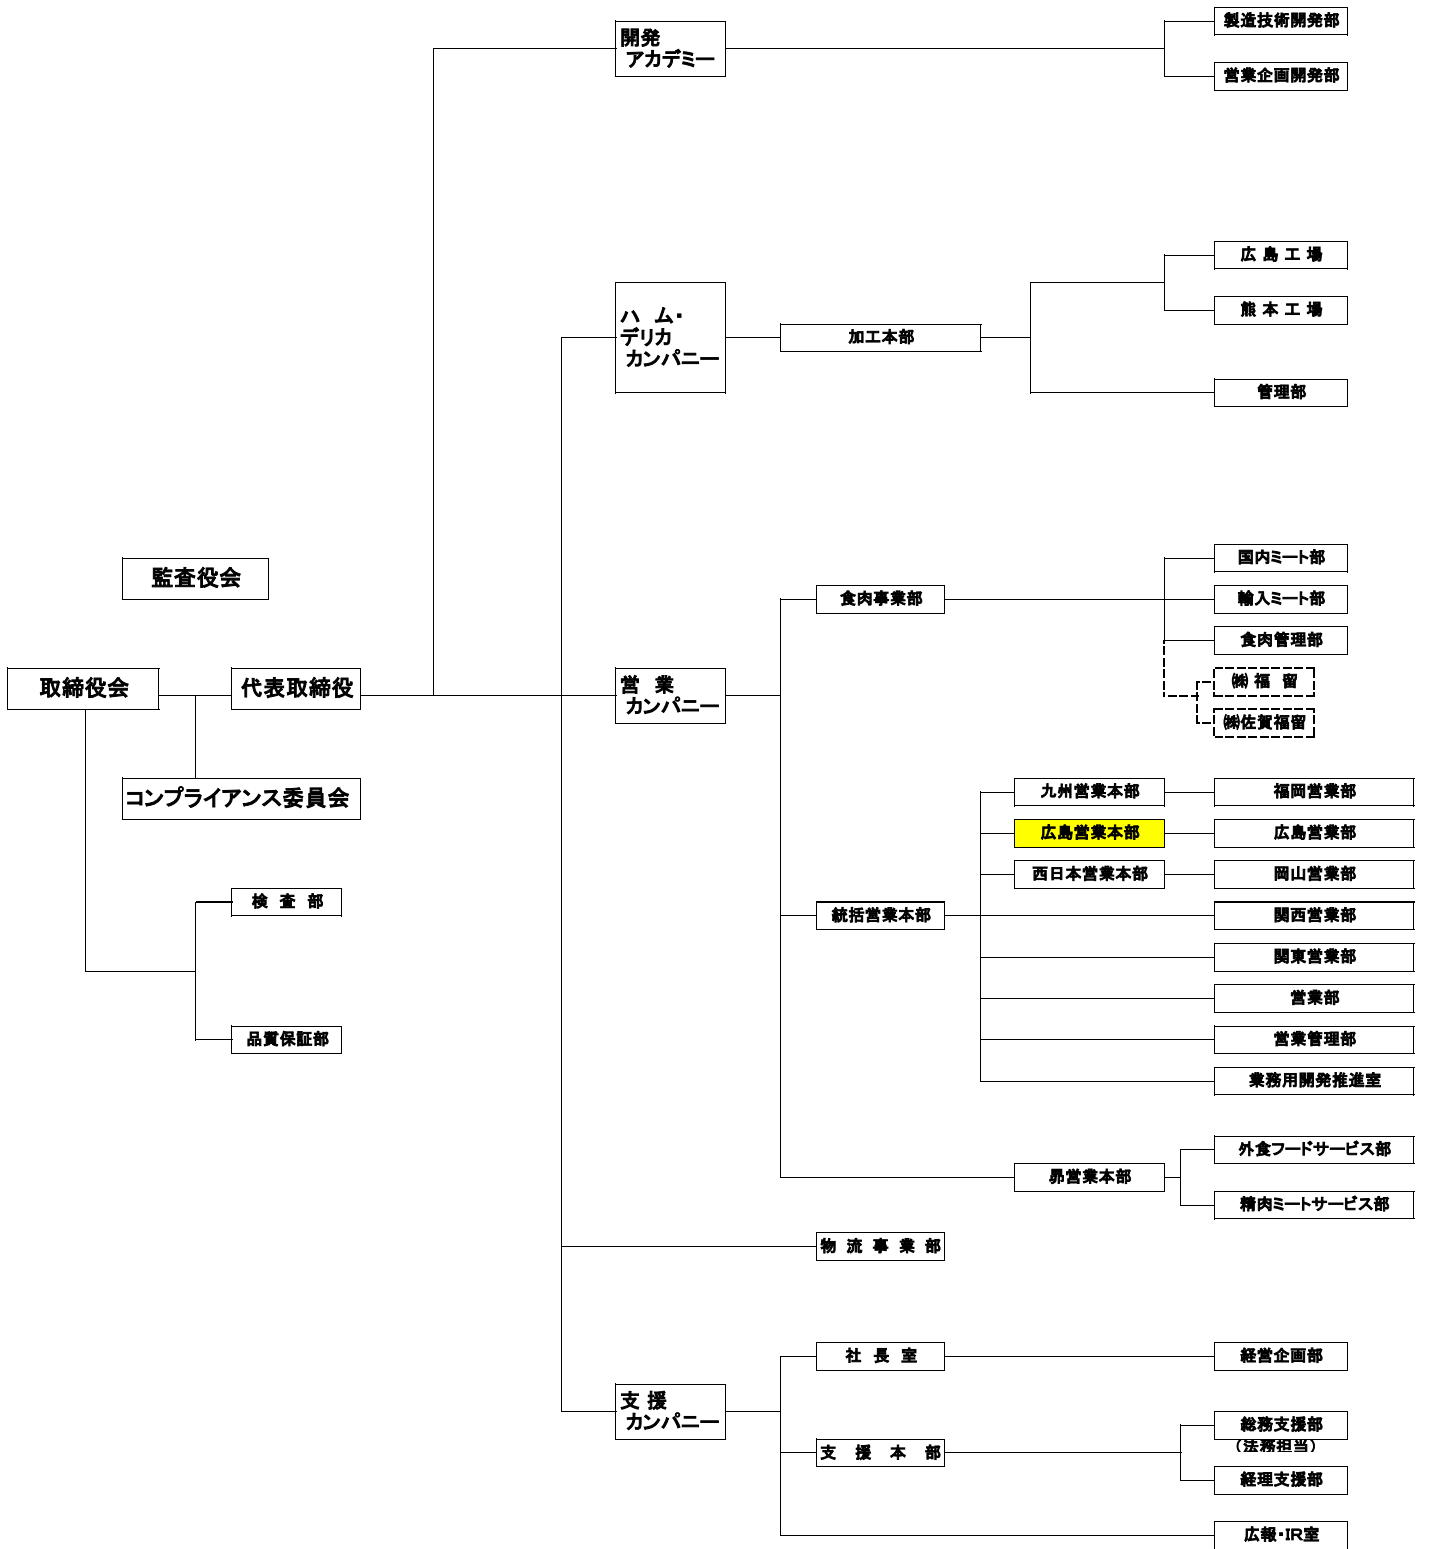 製造技術開発部
開発
アカデミー
営業企画開発部
広 島 工 場
ハ ム・
デリカ
カンパニー
熊 本 工 場
加工本部
管理部
国内ミート部
監査役会
食肉事業部
輸入ミート部
食肉管理部
取締役会
代表取締役
営 業
カンパニー
㈱ 福 留
㈱佐賀福留
コンプライアンス委員会
九州営業本部
福岡営業部
広島営業本部
広島営業部
西日本営業本部
岡山営業部
検 査 部
統括営業本部
関西営業部
関東営業部
営業部
品質保証部
営業管理部
業務用開発推進室
外食フードサービス部
昴営業本部
精肉ミートサービス部
物 流 事 業 部
社 長 室
経営企画部
支 援
カンパニー
総務支援部
（法務担当）
支 援 本 部
経理支援部
広報・IR室